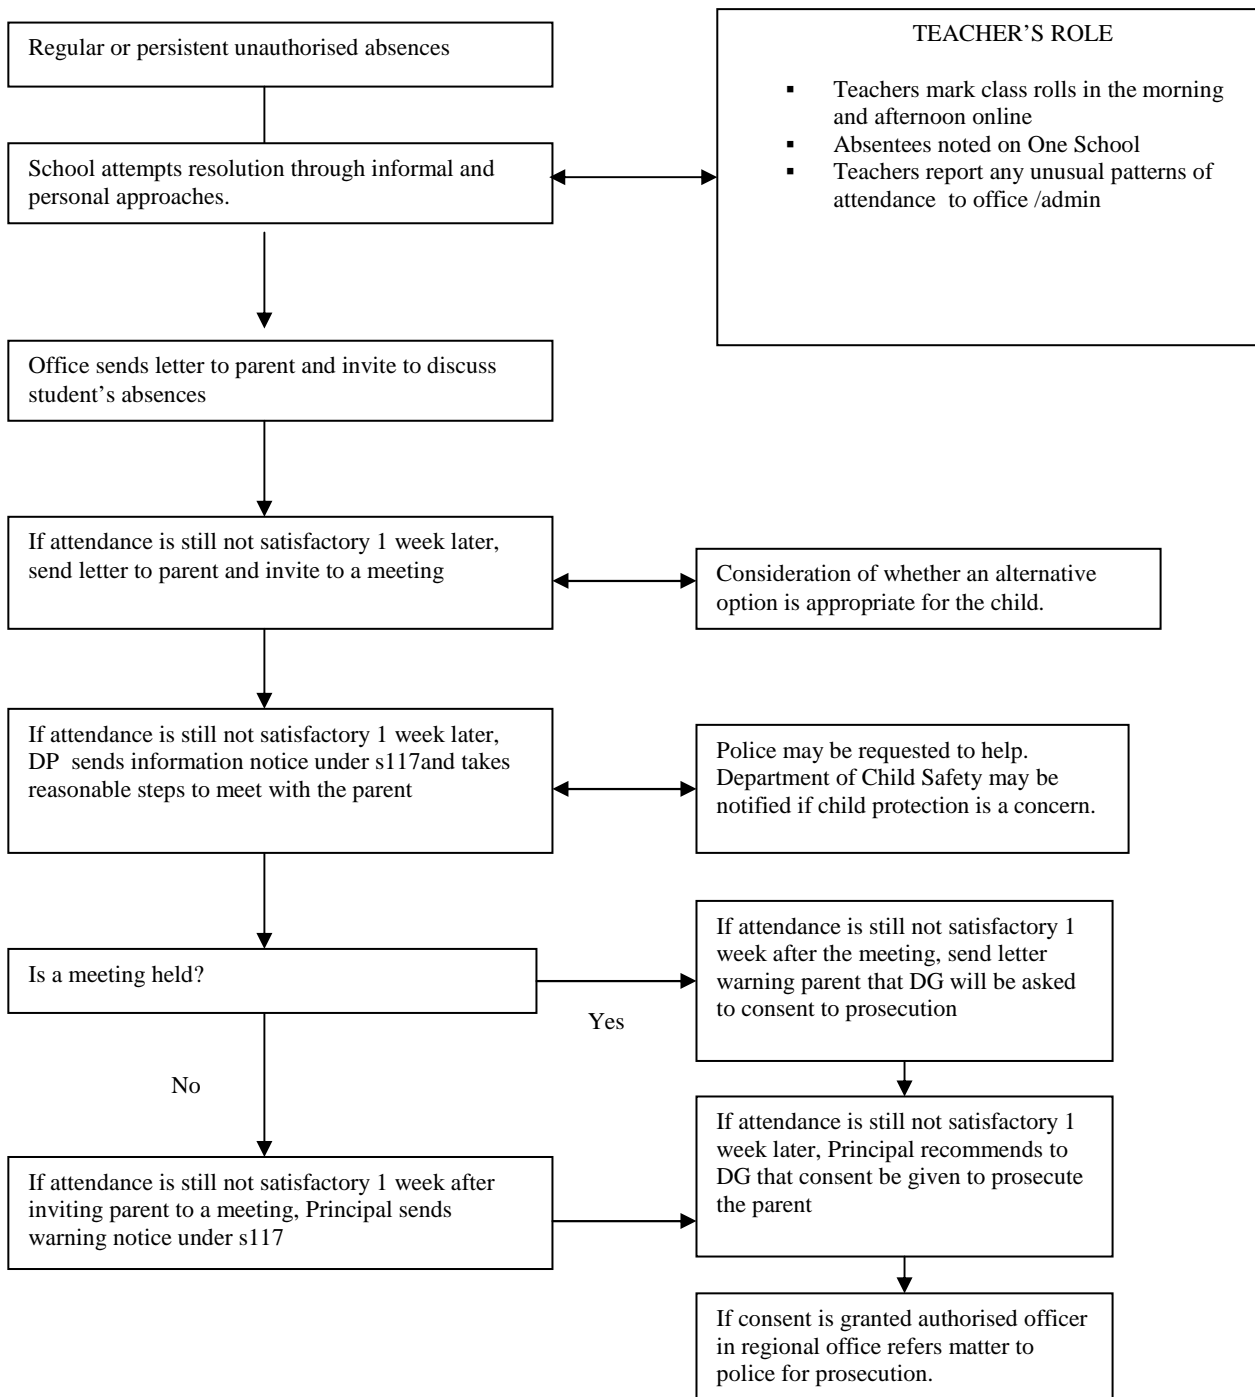 Regular or persistent unauthorised absences
TEACHER’S ROLE
▪ Teachers mark class rolls in the morning
and afternoon online
▪ Absentees noted on One School
▪ Teachers report any unusual patterns of
attendance to office /admin
School attempts resolution through informal and
personal approaches.
Office sends letter to parent and invite to discuss
student’s absences
If attendance is still not satisfactory 1 week later,
send letter to parent and invite to a meeting
Consideration of whether an alternative
option is appropriate for the child.
If attendance is still not satisfactory 1 week later,
DP sends information notice under s117and takes
reasonable steps to meet with the parent
Police may be requested to help.
Department of Child Safety may be
notified if child protection is a concern.
Is a meeting held?
Yes
If attendance is still not satisfactory 1
week after the meeting, send letter
warning parent that DG will be asked
to consent to prosecution
No
If attendance is still not satisfactory 1 week after
inviting parent to a meeting, Principal sends
warning notice under s117
If attendance is still not satisfactory 1
week later, Principal recommends to
DG that consent be given to prosecute
the parent
If consent is granted authorised officer
in regional office refers matter to
police for prosecution.